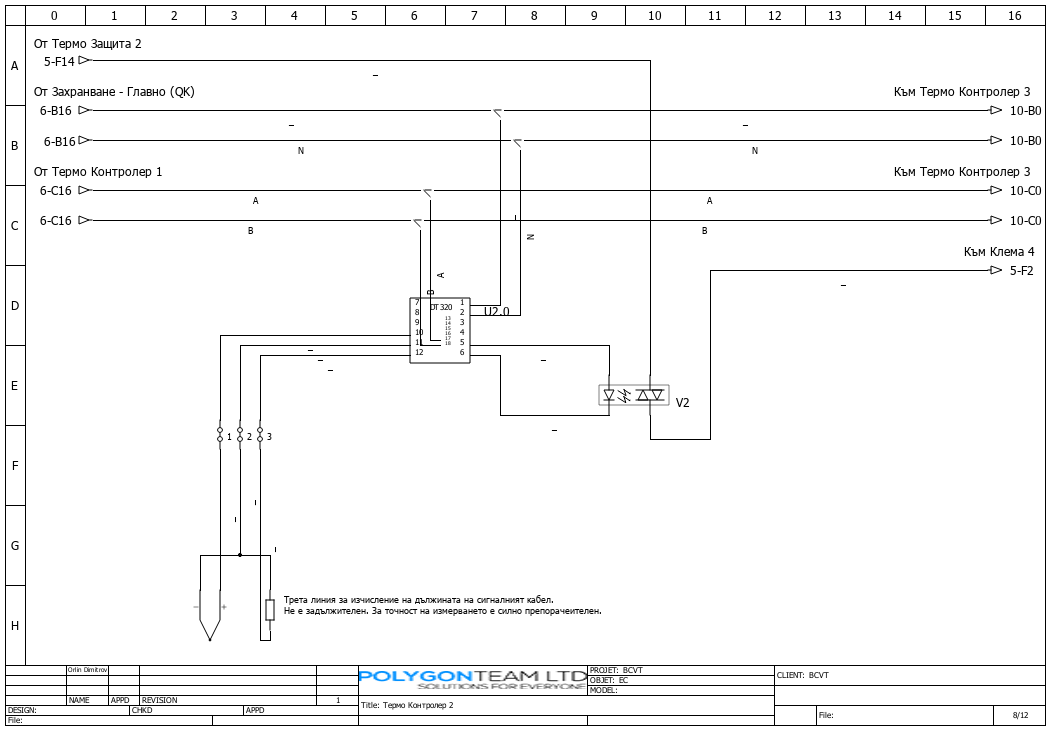 0 1 2 3 4 5 6 7 8 9 10 11 12 13 14 15 16
От Термо Защита 2
A
5-F14
От Захранване - Главно (QK)
Към Термо Контролер 3
6-B16
10-B0
B
6-B16
10-B0
N
N
От Термо Контролер 1
Към Термо Контролер 3
6-C16
10-C0
A
A
6-C16
10-C0
C
B
B
N
Към Клема 4
5-F2
A
B
D
7 DT320 1
U2.0
8 2
9 13 3
14
15
10 16 4
17
11 18 5
12 6
E
V2
1 2 3
F
G
- +
Трета линия за изчисление на дължината на сигналният кабел.
Не е задължителен. За точност на измерването е силно препорачеителен.
H
Orlin Dimitrov
POLYGONTEAM LTD
SOLUTIONS FOR EVERYONE
PROJET: BCVT
OBJET: EC
MODEL:
CLIENT: BCVT
NAME APPD REVISION 1
DESIGN: CHKD APPD
Title: Термо Контролер 2
File:
File:
8/12